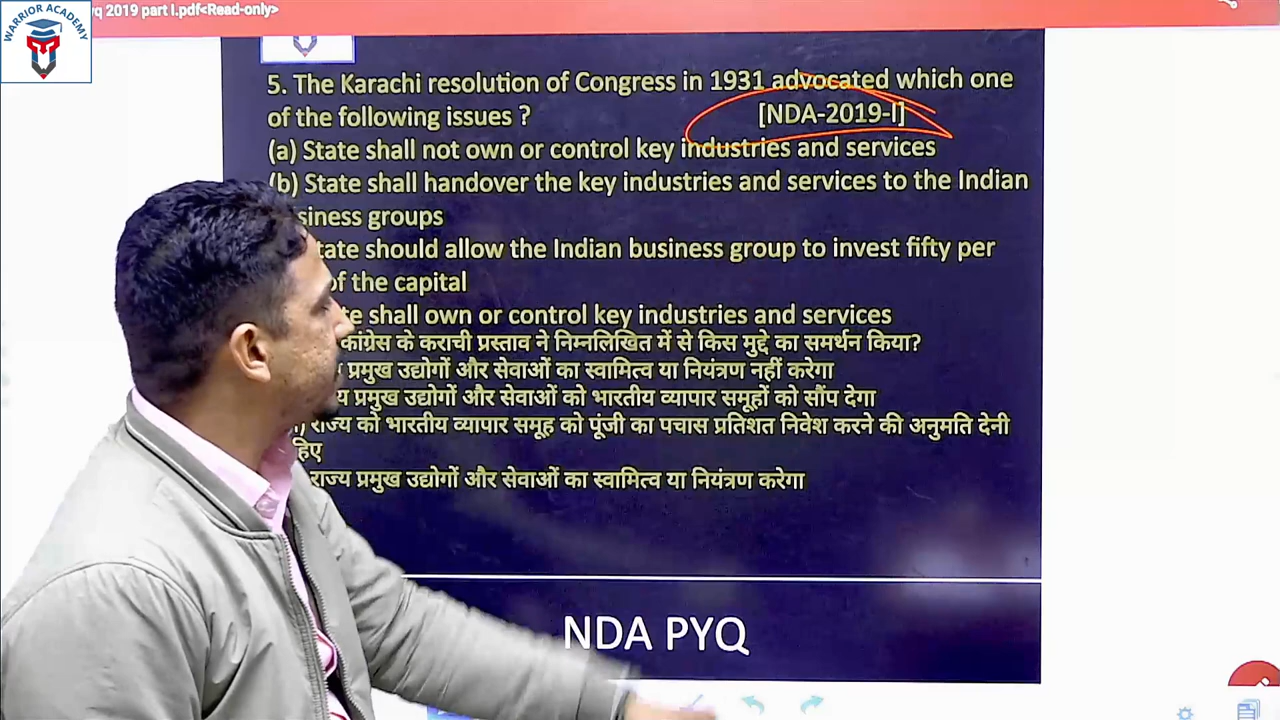 WARRIOR ACADEMY
yq 2019 part I.pdf<Read-only>
5. The Karachi resolution of Congress in 1931 advocated which one
of the following issues ? [NDA-2019-I]
(a) State shall not own or control key industries and services
(b) State shall handover the key industries and services to the Indian
siness groups
tate should allow the Indian business group to invest fifty per
of the capital
te shall own or control key industries and services
कांग्रेस के कराची प्रस्ताव ने निम्नलिखित में से किस मुद्दे का समर्थन किया?
प्रमुख उद्योगों और सेवाओं का स्वामित्व या नियंत्रण नहीं करेगा
य प्रमुख उद्योगों और सेवाओं को भारतीय व्यापार समूहों को सौंप देगा
राज्य को भारतीय व्यापार समूह को पूंजी का पचास प्रतिशत निवेश करने की अनुमति देनी
हिए
राज्य प्रमुख उद्योगों और सेवाओं का स्वामित्व या नियंत्रण करेगा
NDA PYQ